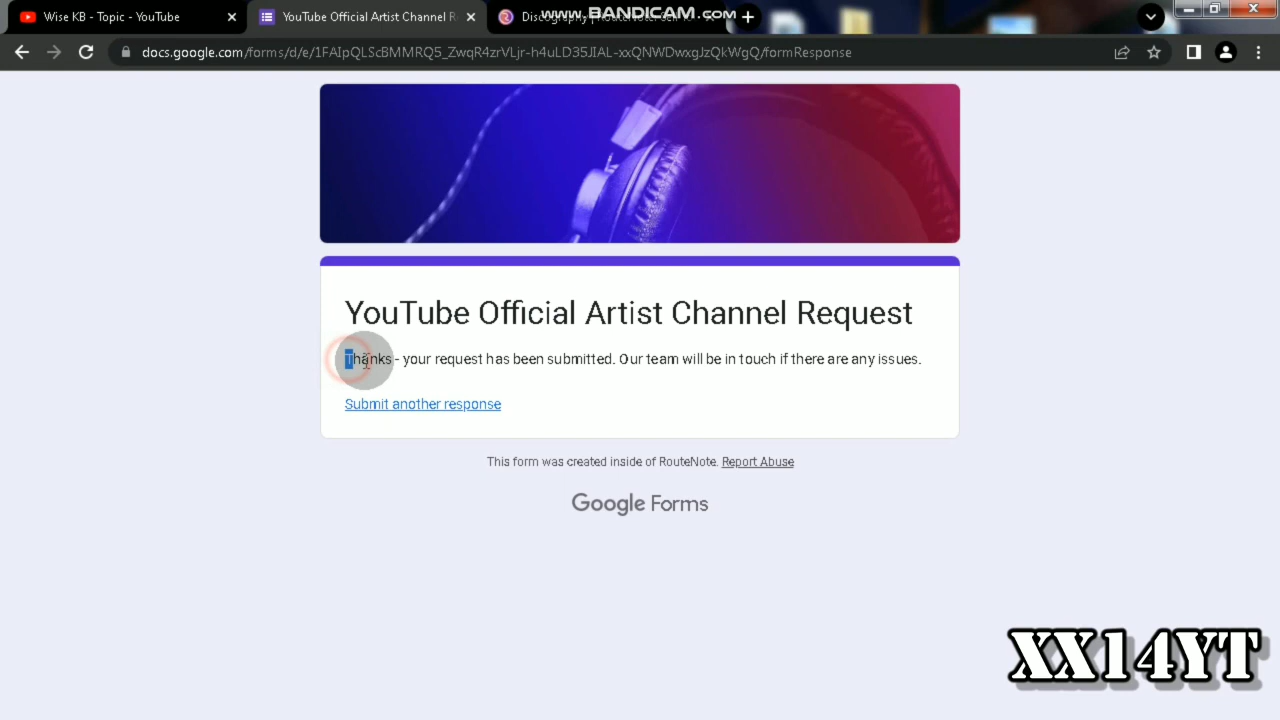 Wise KB - Topic - YouTube
YouTube Official Artist Channel R
www.BANDICAM.com
docs.google.com/forms/d/e/1FAIpQLScBMMRQ5_ZwqR4zrVLjr-h4uLD35JIAL-xxQNWDwxgJzQkWgQ/formResponse
YouTube Official Artist Channel Request
Thanks - your request has been submitted. Our team will be in touch if there are any issues.
Submit another response
This form was created inside of RouteNote. Report Abuse
Google Forms
XX14YT